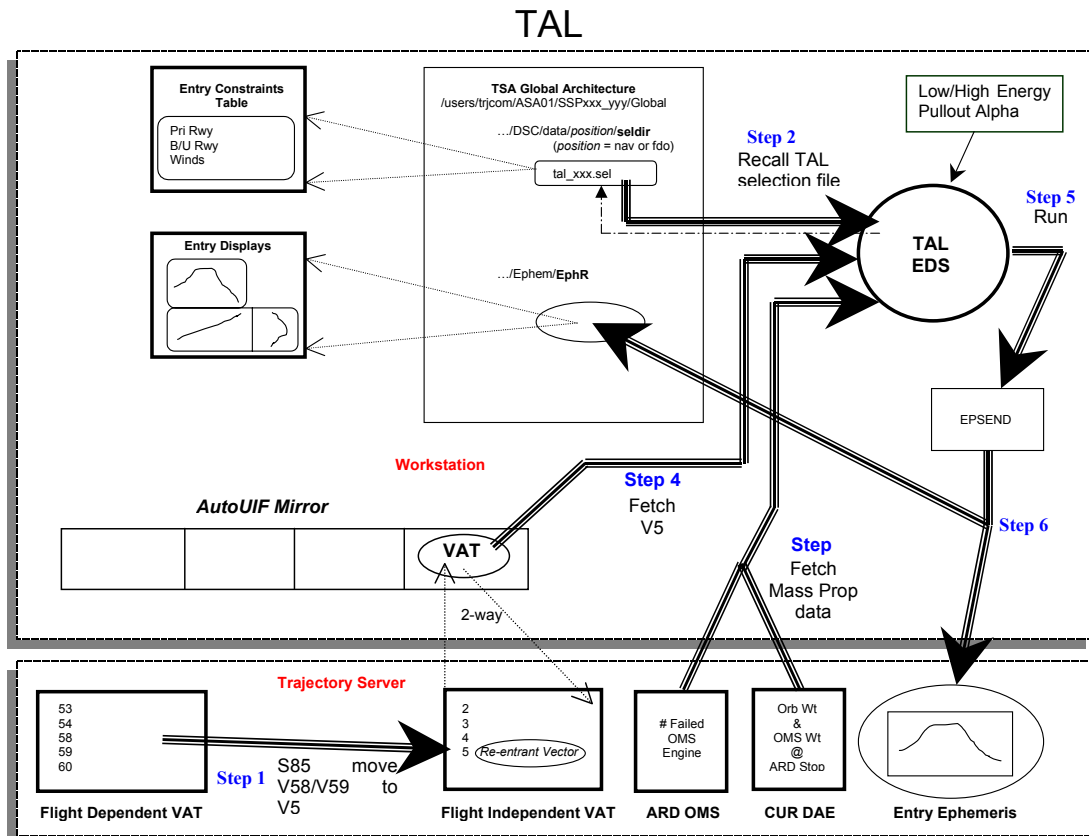 TAL
Entry Constraints
Table
Pri Rwy
B/U Rwy
Winds
TSA Global Architecture
/users/trjcom/ASA01/SSPxxx_yyy/Global
…/DSC/data/position/seldir
(position = nav or fdo)
tal_xxx.sel
Low/High Energy
Pullout Alpha
Step 2
Recall TAL
selection file
Step 5
Run
TAL
EDS
Entry Displays
…/Ephem/EphR
EPSEND
Workstation
Step 4
Fetch
V5
AutoUIF Mirror
VAT
2-way
Step
Fetch
Mass Prop
data
Step 6
Trajectory Server
53
54
58
59
60
Step 1
S85 move
V58/V59 to
V5
2
3
4
5 Re-entrant Vector
# Failed
OMS
Engine
Orb Wt
&
OMS Wt
@
ARD Stop
Flight Dependent VAT
Flight Independent VAT
ARD OMS
CUR DAE
Entry Ephemeris